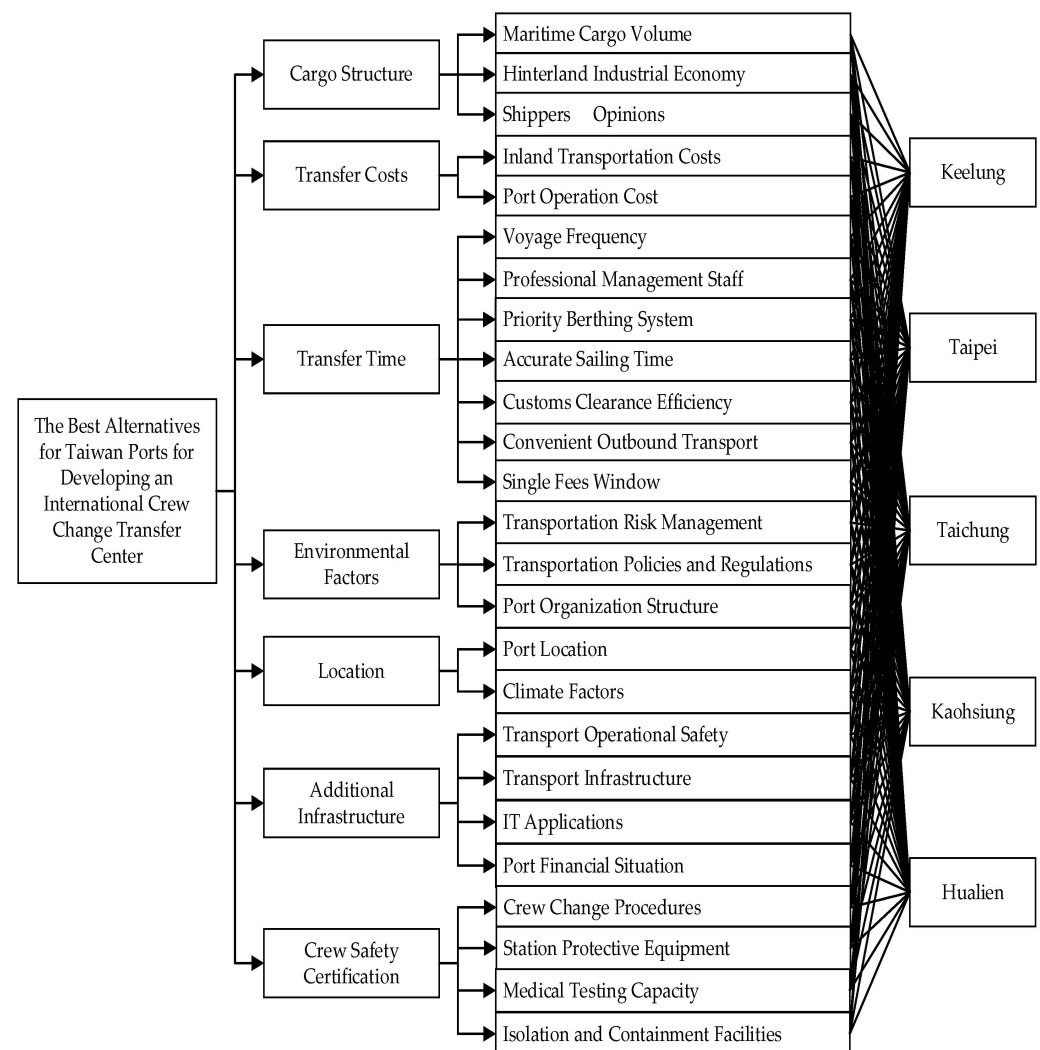 The Best Alternatives
for Taiwan Ports for
Developing an
International Crew
Change Transfer
Center
Cargo Structure
Transfer Costs
Transfer Time
Environmental
Factors
Location
Additional
Infrastructure
Crew Safety
Certification
Maritime Cargo Volume
Hinterland Industrial Economy
Shippers Opinions
Inland Transportation Costs
Port Operation Cost
Voyage Frequency
Professional Management Staff
Priority Berthing System
Accurate Sailing Time
Customs Clearance Efficiency
Convenient Outbound Transport
Single Fees Window
Transportation Risk Management
Transportation Policies and Regulations
Port Organization Structure
Port Location
Climate Factors
Transport Operational Safety
Transport Infrastructure
IT Applications
Port Financial Situation
Crew Change Procedures
Station Protective Equipment
Medical Testing Capacity
Isolation and Containment Facilities
Keelung
Taipei
Taichung
Kaohsiung
Hualien